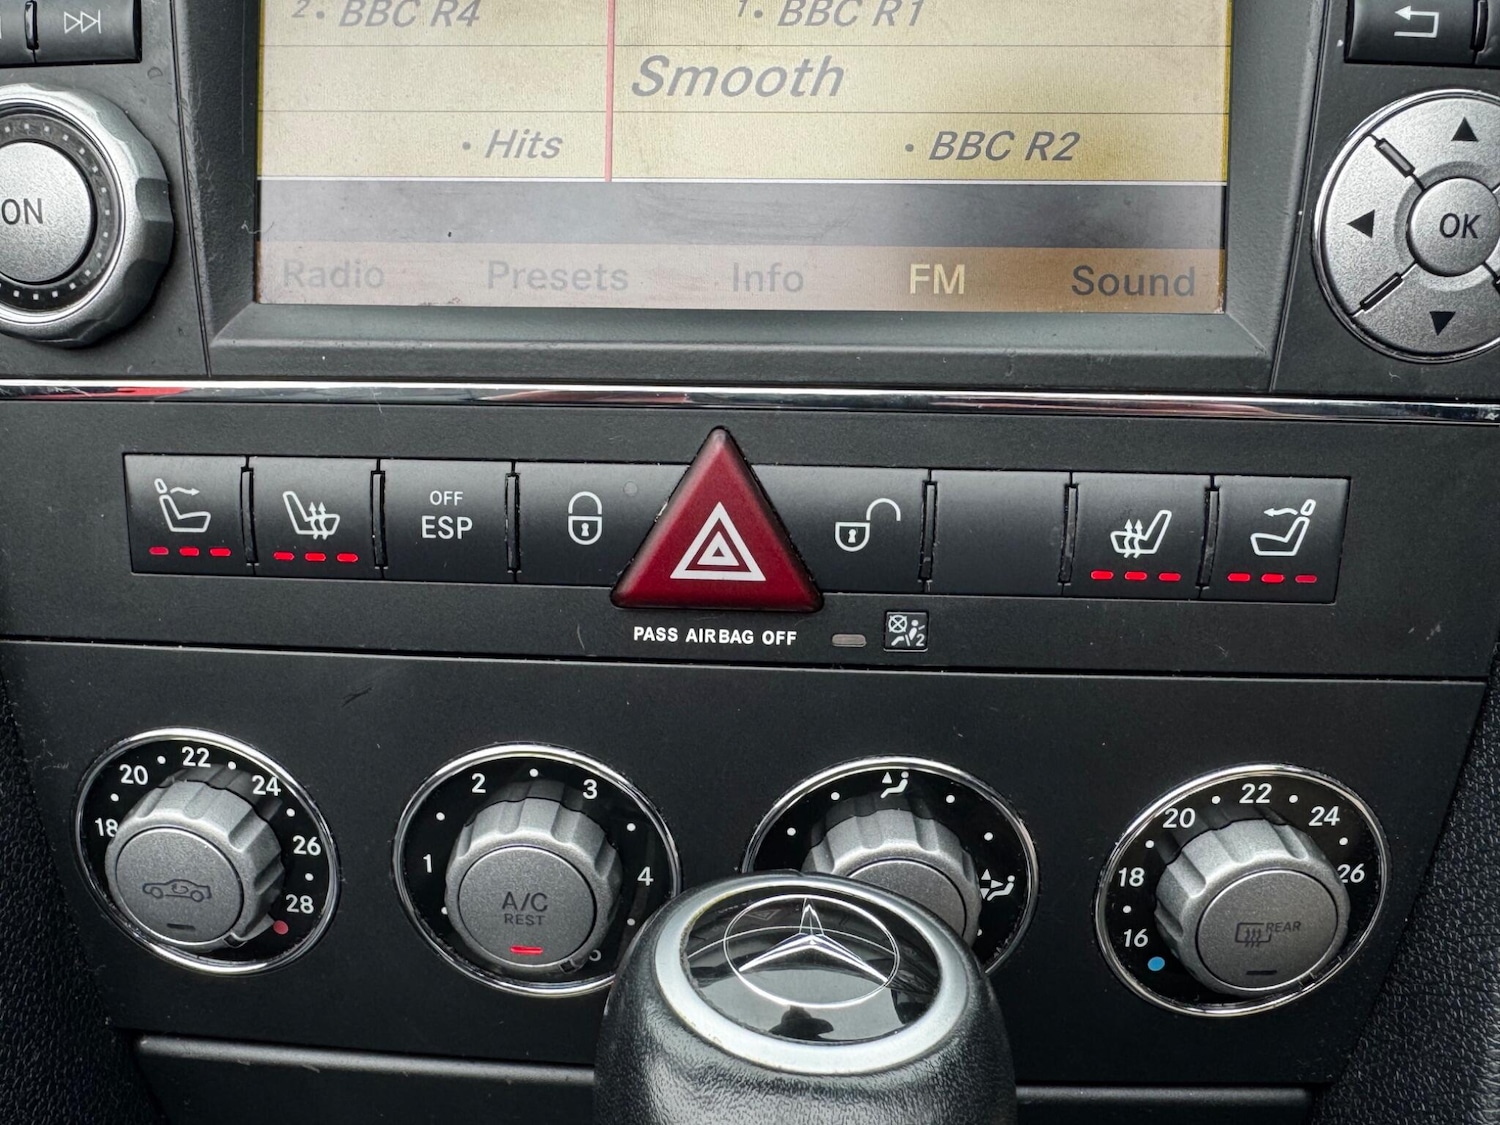 2 • BBC R4
1 • BBC R1
Smooth
• Hits
• BBC R2
ON
OK
Radio Presets Info FM Sound
OFF
ESP
PASS AIRBAG OFF
2
18 20 22 24 26 28
1 2 3 4
A/C
REST
16 18 20 22 24 26
REAR